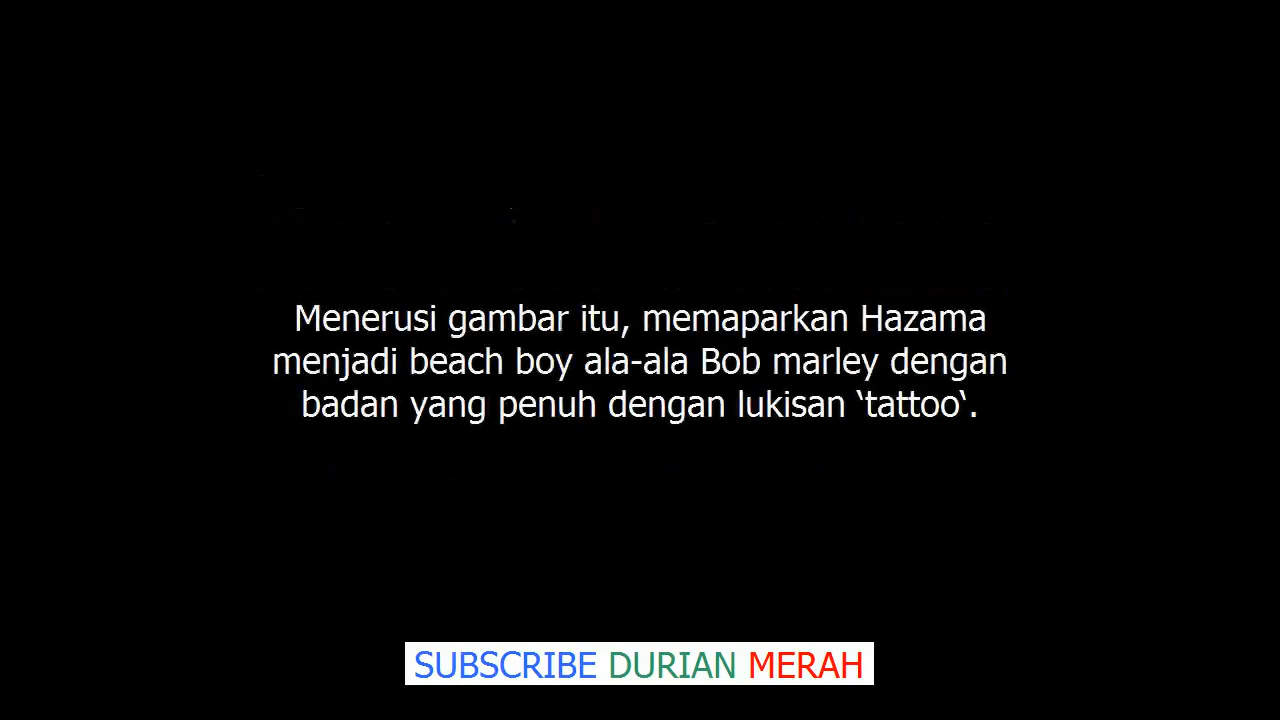 Menerusi gambar itu, memaparkan Hazama
menjadi beach boy ala-ala Bob marley dengan
badan yang penuh dengan lukisan ‘tattoo‘.
SUBSCRIBE DURIAN MERAH